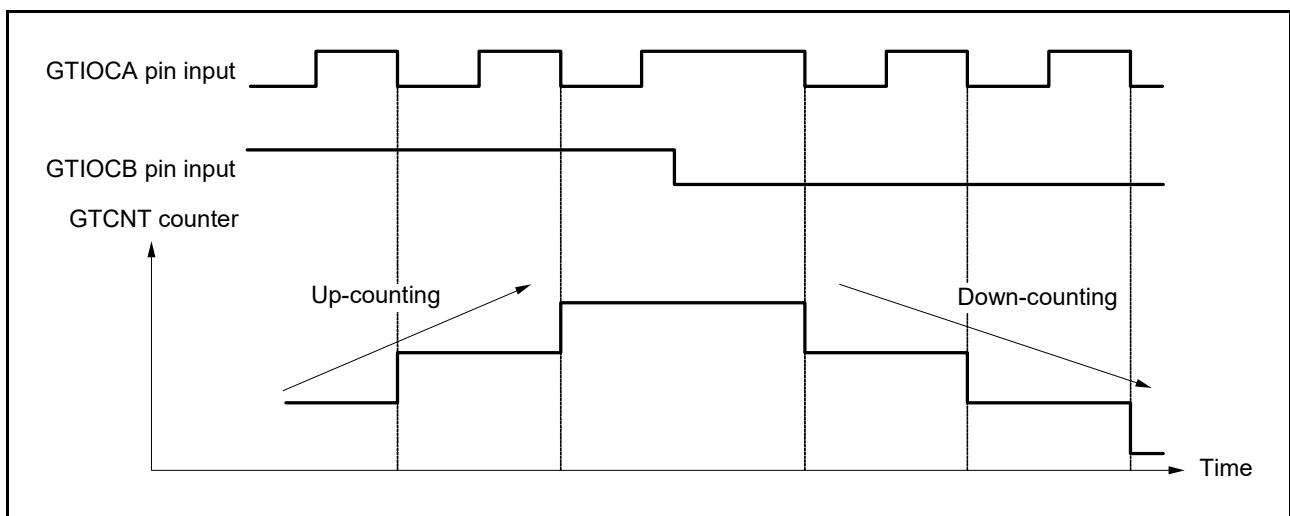 GTIOCA pin input
GTIOCB pin input
GTCNT counter
Up-counting
Down-counting
Time